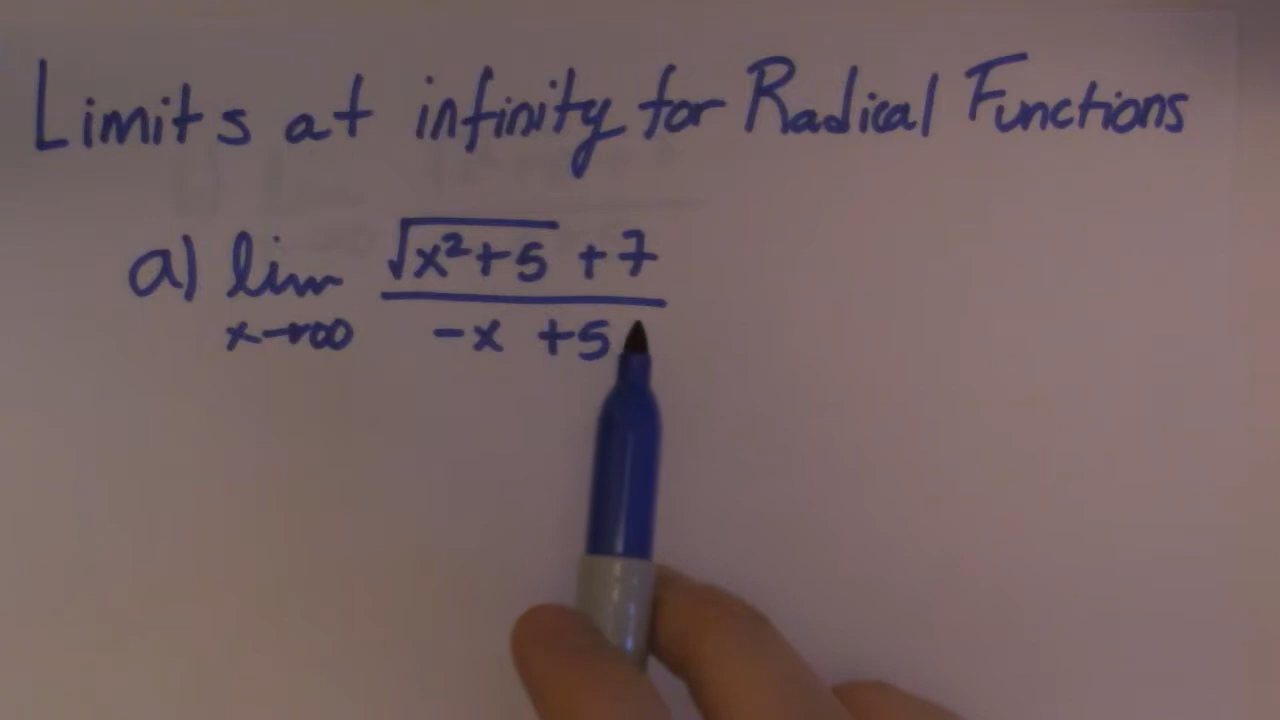 Limits at infinity for Radical Functions
a) lim √(x²+5) + 7
x→∞ -x +5